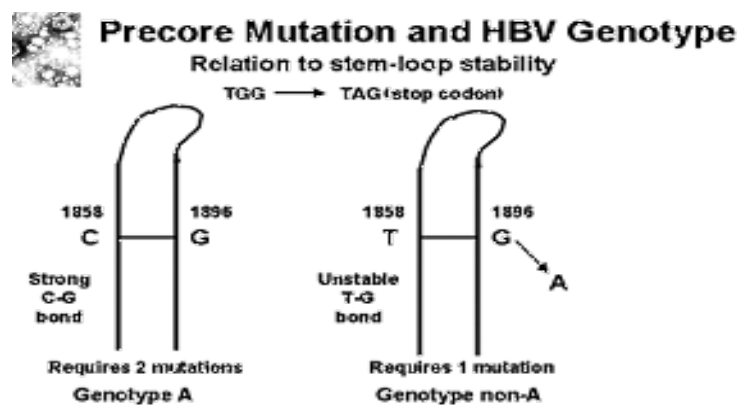 Precore Mutation and HBV Genotype
Relation to stem-loop stability
TGG → TAG(stop codon)
1858 1896
C G
Strong
C-G
bond
Requires 2 mutations
Genotype A
1858 1896
T G
A
Unstable
T-G
bond
Requires 1 mutation
Genotype non-A